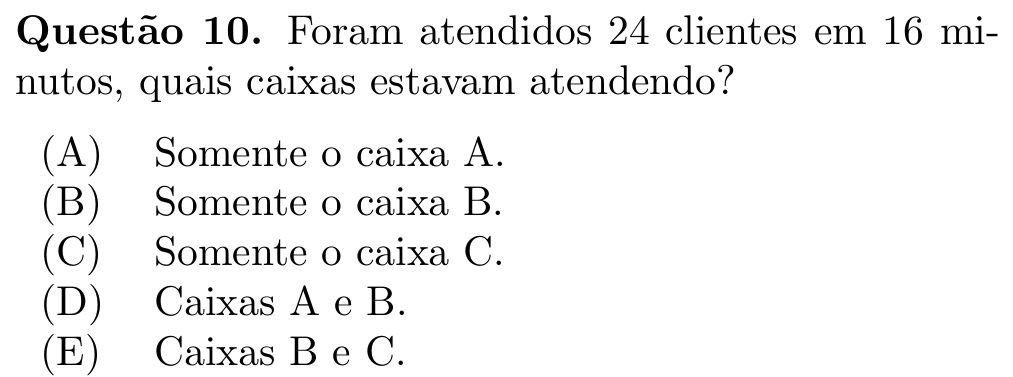 Questão 10. Foram atendidos 24 clientes em 16 mi-
nutos, quais caixas estavam atendendo?
(A) Somente o caixa A.
(B) Somente o caixa B.
(C) Somente o caixa C.
(D) Caixas A e B.
(E) Caixas B e C.